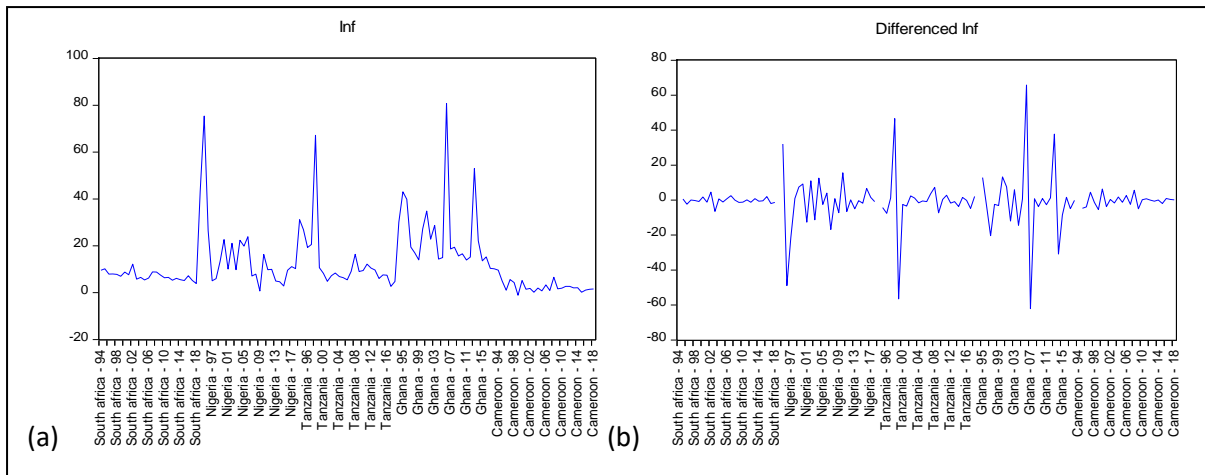 Inf
100
80
60
40
20
0
-20
South africa - 94
South africa - 98
South africa - 02
South africa - 06
South africa - 10
South africa - 14
South africa - 18
Nigeria - 97
Nigeria - 01
Nigeria - 05
Nigeria - 09
Nigeria - 13
Nigeria - 17
Tanzania - 96
Tanzania - 00
Tanzania - 04
Tanzania - 08
Tanzania - 12
Tanzania - 16
Ghana - 95
Ghana - 99
Ghana - 03
Ghana - 07
Ghana - 11
Ghana - 15
Cameroon - 94
Cameroon - 98
Cameroon - 02
Cameroon - 06
Cameroon - 10
Cameroon - 14
Cameroon - 18
(a)
Differenced Inf
80
60
40
20
0
-20
-40
-60
-80
South africa - 94
South africa - 98
South africa - 02
South africa - 06
South africa - 10
South africa - 14
South africa - 18
Nigeria - 97
Nigeria - 01
Nigeria - 05
Nigeria - 09
Nigeria - 13
Nigeria - 17
Tanzania - 96
Tanzania - 00
Tanzania - 04
Tanzania - 08
Tanzania - 12
Tanzania - 16
Ghana - 95
Ghana - 99
Ghana - 03
Ghana - 07
Ghana - 11
Ghana - 15
Cameroon - 94
Cameroon - 98
Cameroon - 02
Cameroon - 06
Cameroon - 10
Cameroon - 14
Cameroon - 18
(b)